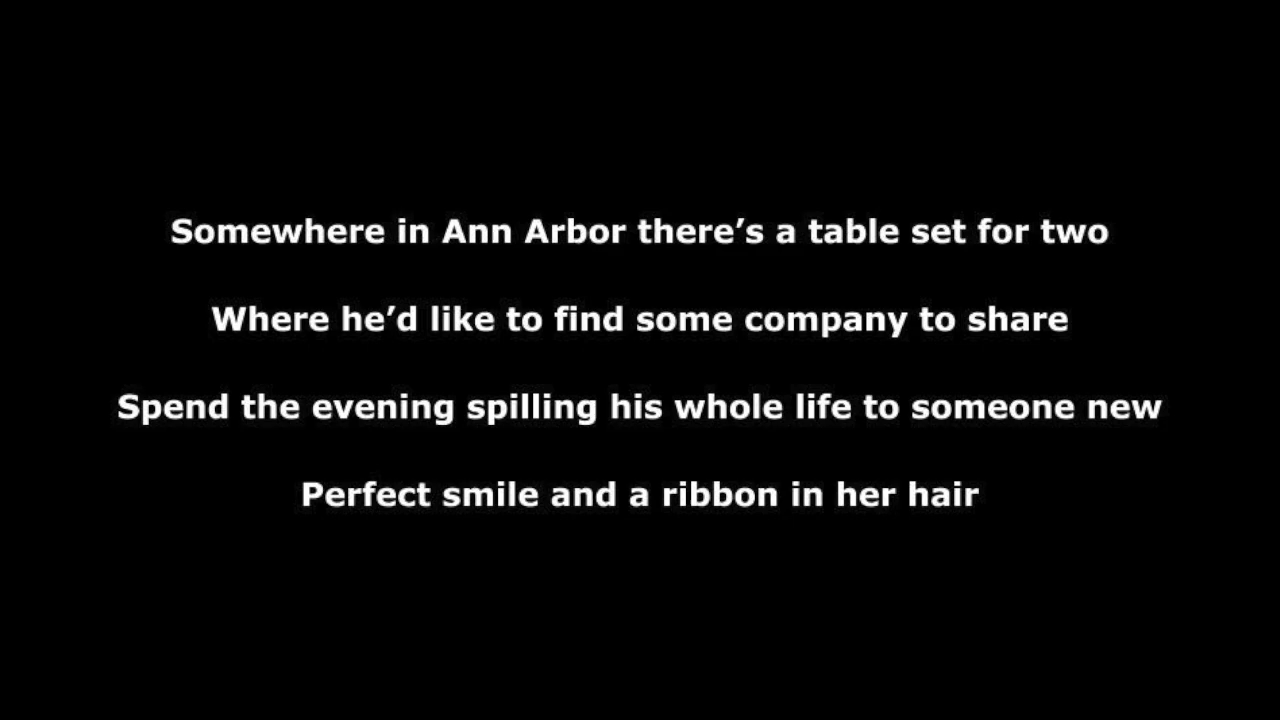 Somewhere in Ann Arbor there’s a table set for two
Where he’d like to find some company to share
Spend the evening spilling his whole life to someone new
Perfect smile and a ribbon in her hair